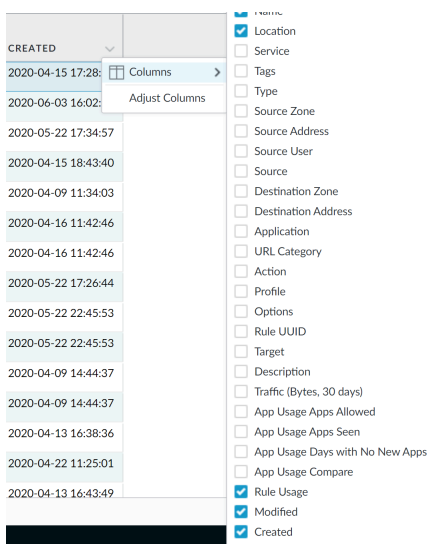 CREATED
2020-04-15 17:28:
2020-06-03 16:02:
2020-05-22 17:34:57
2020-04-15 18:43:40
2020-04-09 11:34:03
2020-04-16 11:42:46
2020-04-16 11:42:46
2020-05-22 17:26:44
2020-05-22 22:45:53
2020-05-22 22:45:53
2020-04-09 14:44:37
2020-04-09 14:44:37
2020-04-13 16:38:36
2020-04-22 11:25:01
2020-04-13 16:43:49
Columns
Adjust Columns
Name
Location
Service
Tags
Type
Source Zone
Source Address
Source User
Source
Destination Zone
Destination Address
Application
URL Category
Action
Profile
Options
Rule UUID
Target
Description
Traffic (Bytes, 30 days)
App Usage Apps Allowed
App Usage Apps Seen
App Usage Days with No New Apps
App Usage Compare
Rule Usage
Modified
Created